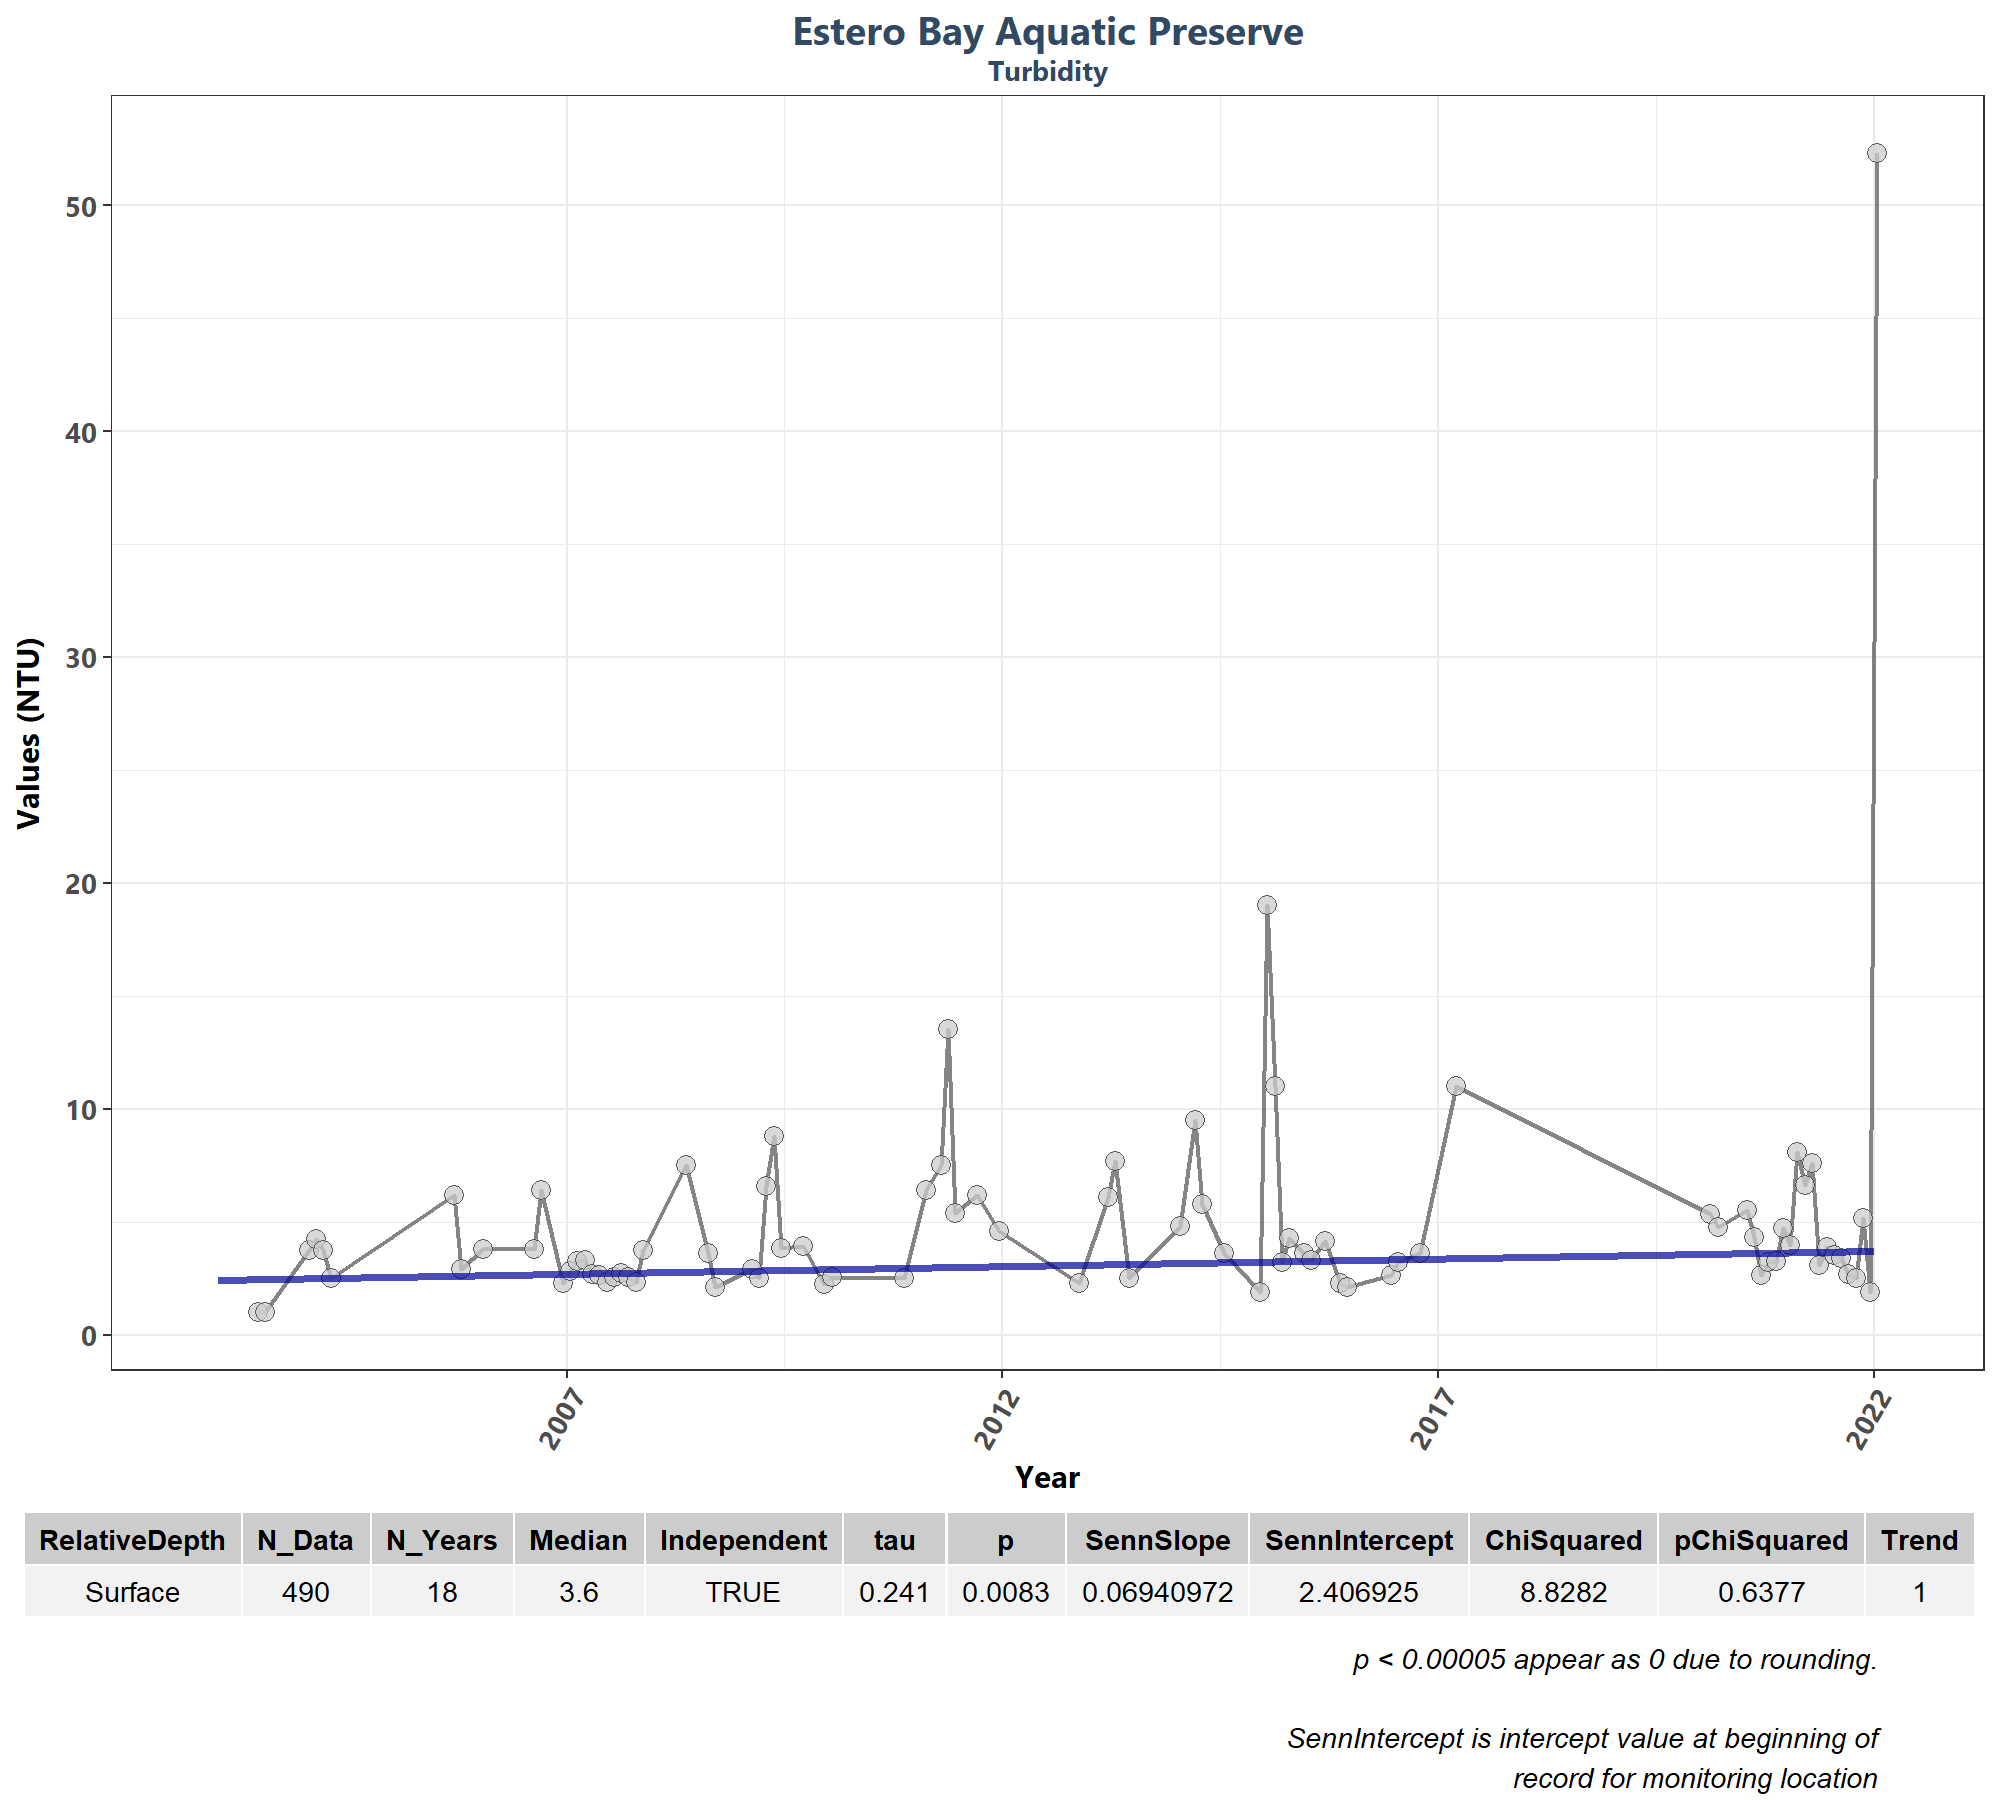 Estero Bay Aquatic Preserve
Turbidity
Values (NTU)
50
40
30
20
10
0
2007 2012 2017 2022
Year
RelativeDepth N_Data N_Years Median Independent tau p SennSlope SennIntercept ChiSquared pChiSquared Trend
Surface 490 18 3.6 TRUE 0.241 0.0083 0.06940972 2.406925 8.8282 0.6377 1
p < 0.00005 appear as 0 due to rounding.
SennIntercept is intercept value at beginning of
record for monitoring location